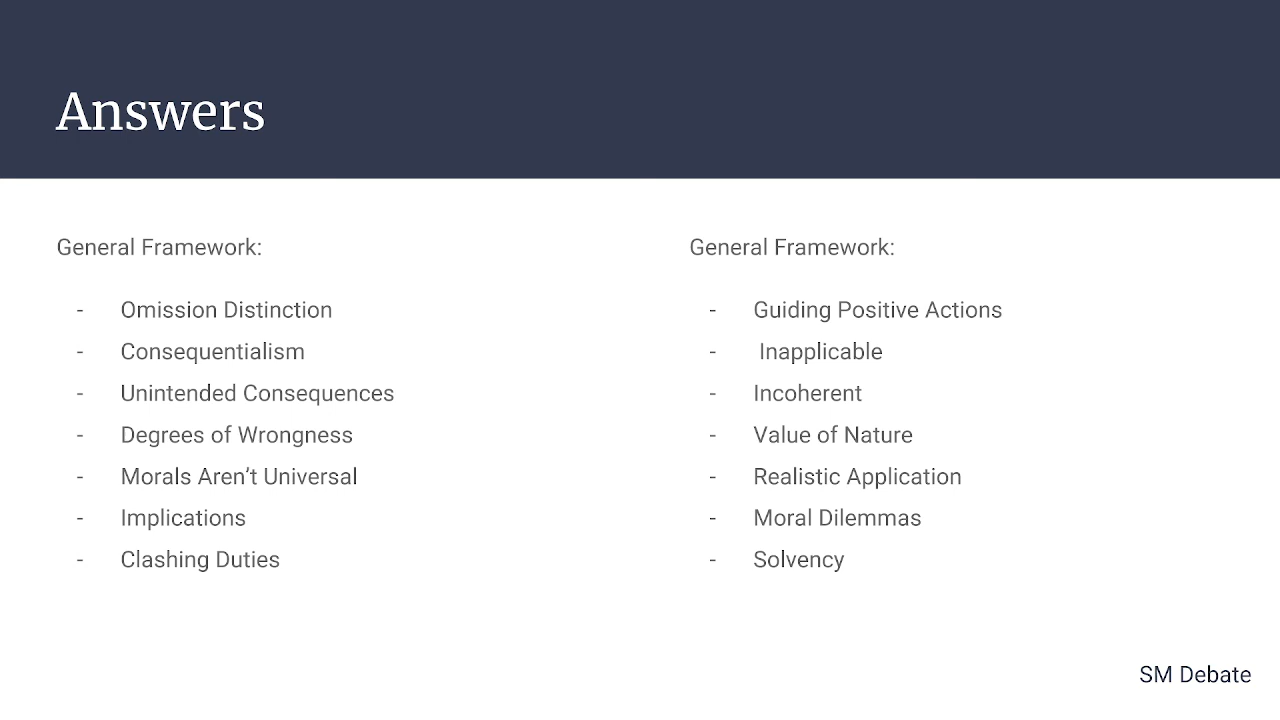 Answers
General Framework:
- Omission Distinction
- Consequentialism
- Unintended Consequences
- Degrees of Wrongness
- Morals Aren’t Universal
- Implications
- Clashing Duties
General Framework:
- Guiding Positive Actions
- Inapplicable
- Incoherent
- Value of Nature
- Realistic Application
- Moral Dilemmas
- Solvency
SM Debate